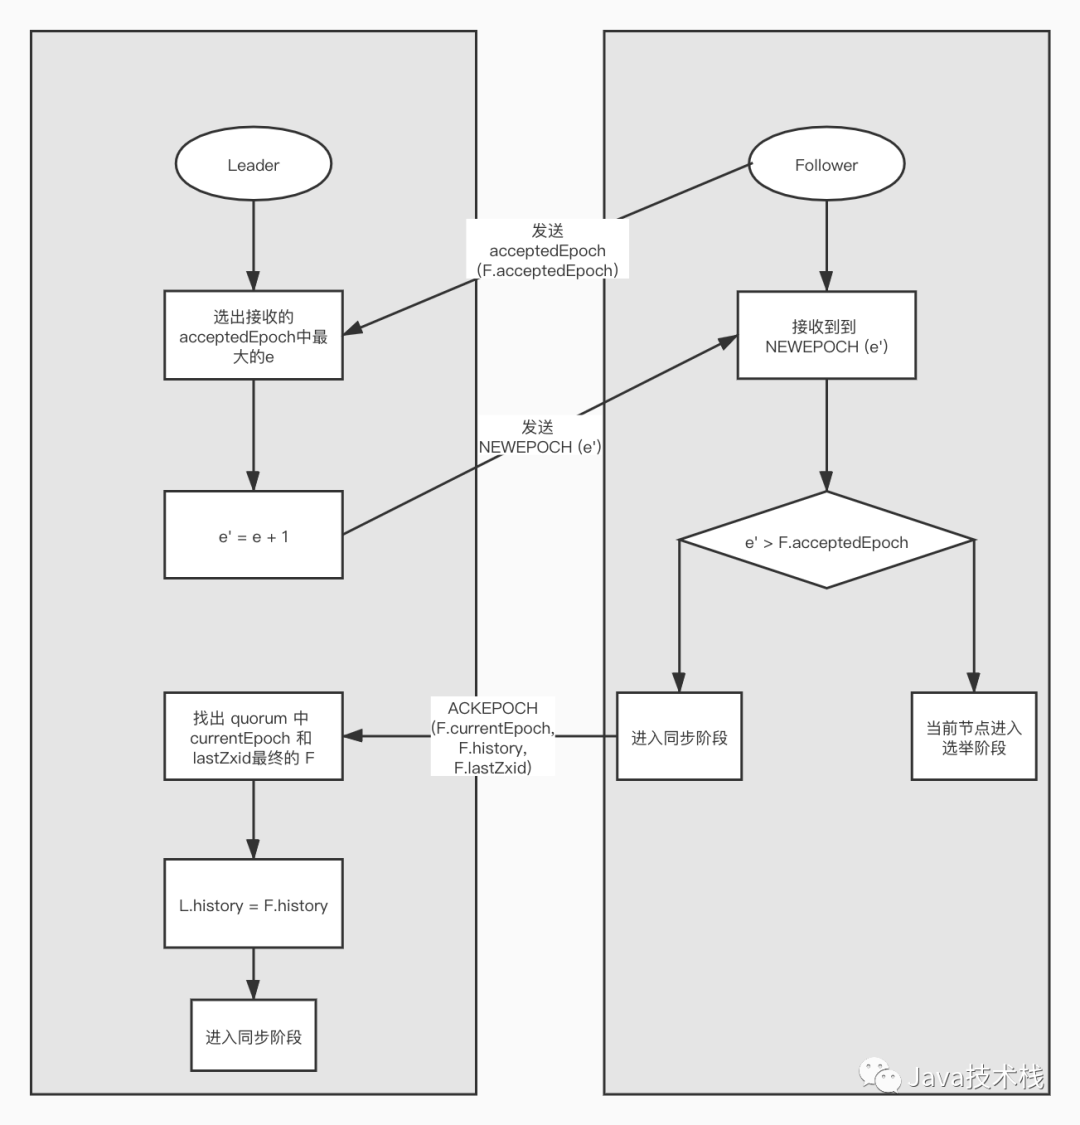 Leader
Follower
发送
acceptedEpoch
(F.acceptedEpoch)
选出接收的
acceptedEpoch中最
大的e
接收到到
NEWEPOCH (e')
发送
NEWEPOCH (e')
e' = e + 1
e' > F.acceptedEpoch
找出 quorum 中
currentEpoch 和
lastZxid最终的 F
ACKEPOCH
(F.currentEpoch,
F.history,
F.lastZxid)
进入同步阶段
当前节点进入
选举阶段
L.history = F.history
进入同步阶段
Java技术栈